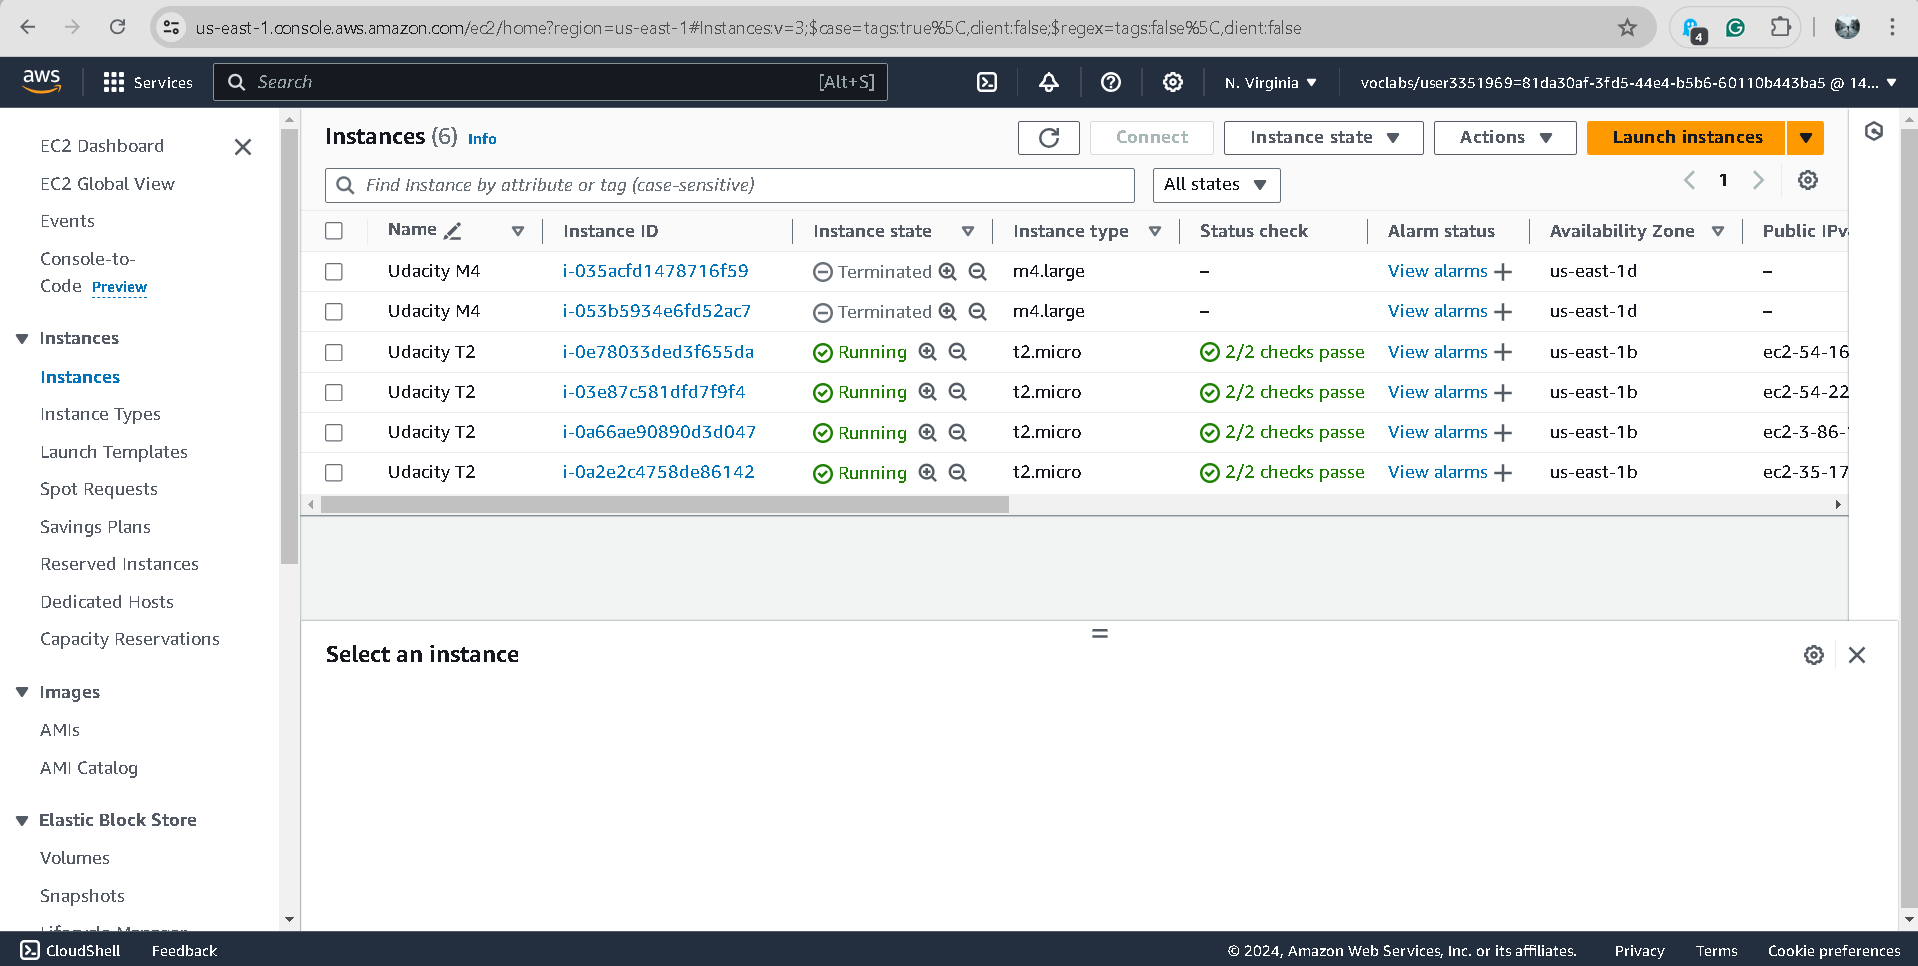 us-east-1.console.aws.amazon.com/ec2/home?region=us-east-1#Instances:v=3;$case=tags:true%5C,client:false;$regex=tags:false%5C,client:false
4
aws Services Search [Alt+S] N. Virginia voclabs/user3351969=81da30af-3fd5-44e4-b5b6-60110b443ba5 @ 14...
EC2 Dashboard
EC2 Global View
Events
Console-to-
Code Preview
Instances
Instances
Instance Types
Launch Templates
Spot Requests
Savings Plans
Reserved Instances
Dedicated Hosts
Capacity Reservations
Images
AMIs
AMI Catalog
Elastic Block Store
Volumes
Snapshots
Lifecycle Manager
Instances (6) Info Connect Instance state Actions Launch instances
Find Instance by attribute or tag (case-sensitive) All states 1
Name Instance ID Instance state Instance type Status check Alarm status Availability Zone Public IPv
Udacity M4 i-035acfd1478716f59 Terminated m4.large – View alarms + us-east-1d –
Udacity M4 i-053b5934e6fd52ac7 Terminated m4.large – View alarms + us-east-1d –
Udacity T2 i-0e78033ded3f655da Running t2.micro 2/2 checks passe View alarms + us-east-1b ec2-54-16
Udacity T2 i-03e87c581dfd7f9f4 Running t2.micro 2/2 checks passe View alarms + us-east-1b ec2-54-22
Udacity T2 i-0a66ae90890d3d047 Running t2.micro 2/2 checks passe View alarms + us-east-1b ec2-3-86-
Udacity T2 i-0a2e2c4758de86142 Running t2.micro 2/2 checks passe View alarms + us-east-1b ec2-35-17
Select an instance
CloudShell Feedback © 2024, Amazon Web Services, Inc. or its affiliates. Privacy Terms Cookie preferences